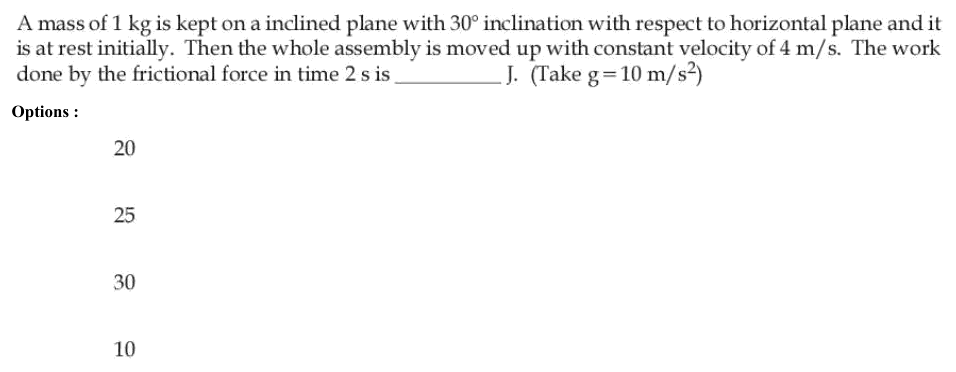 A mass of 1 kg is kept on a inclined plane with 30° inclination with respect to horizontal plane and it
is at rest initially. Then the whole assembly is moved up with constant velocity of 4 m/s. The work
done by the frictional force in time 2 s is __________ J. (Take g=10 m/s²)
Options :
20
25
30
10